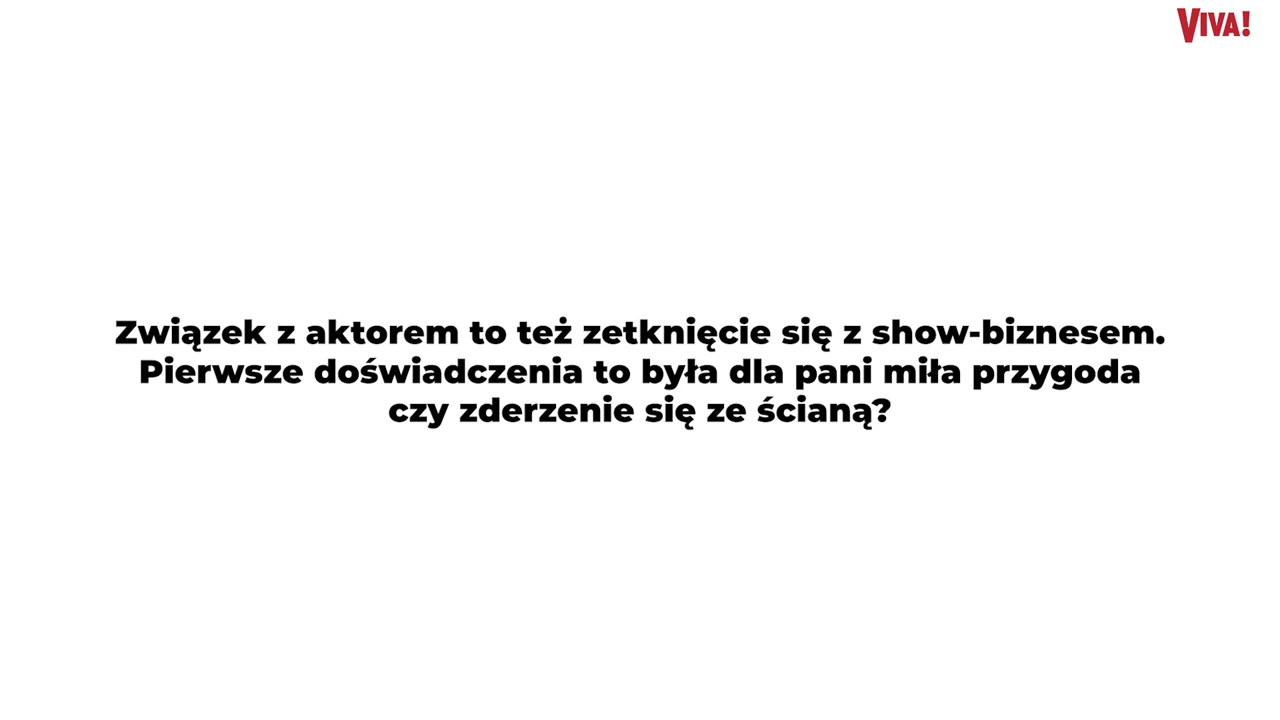 VIVA!
Związek z aktorem to też zetknięcie się z show-biznesem.
Pierwsze doświadczenia to była dla pani miła przygoda
czy zderzenie się ze ścianą?